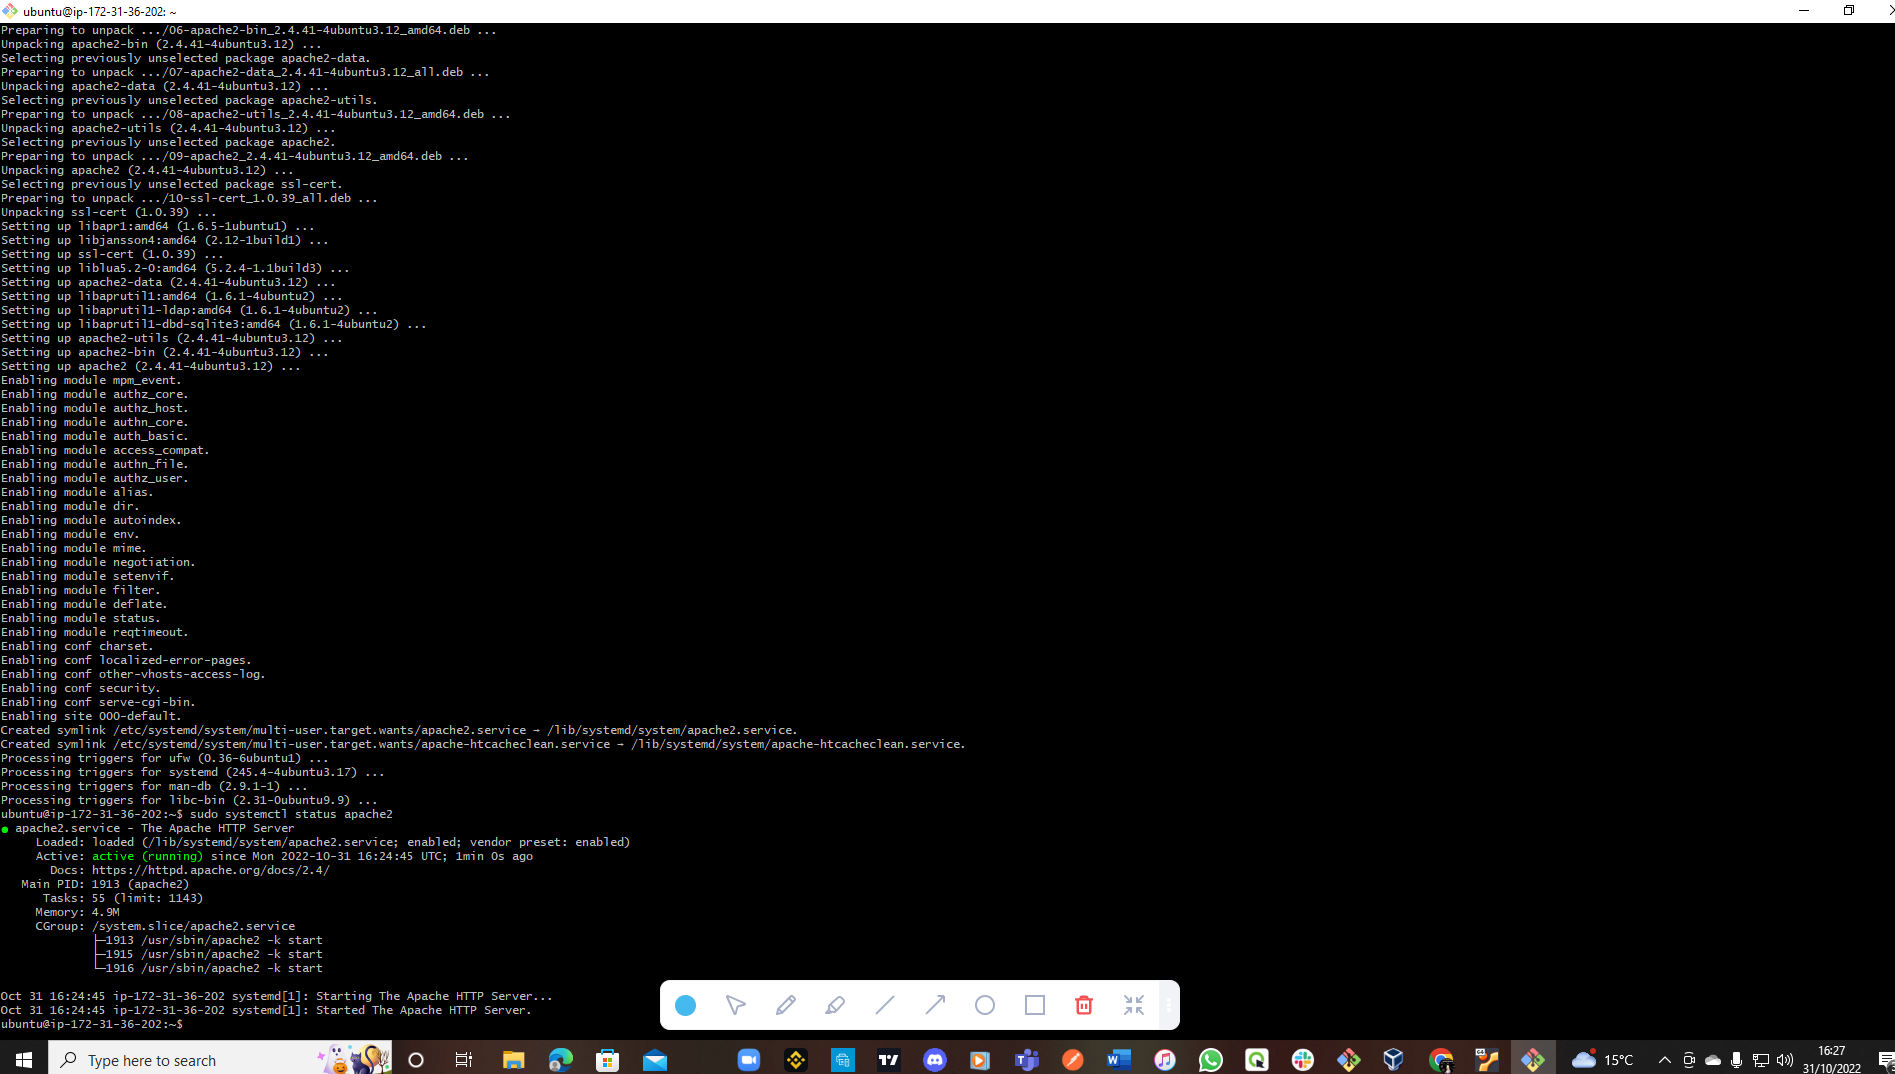 ubuntu@ip-172-31-36-202: ~
Preparing to unpack .../06-apache2-bin_2.4.41-4ubuntu3.12_amd64.deb ...
Unpacking apache2-bin (2.4.41-4ubuntu3.12) ...
Selecting previously unselected package apache2-data.
Preparing to unpack .../07-apache2-data_2.4.41-4ubuntu3.12_all.deb ...
Unpacking apache2-data (2.4.41-4ubuntu3.12) ...
Selecting previously unselected package apache2-utils.
Preparing to unpack .../08-apache2-utils_2.4.41-4ubuntu3.12_amd64.deb ...
Unpacking apache2-utils (2.4.41-4ubuntu3.12) ...
Selecting previously unselected package apache2.
Preparing to unpack .../09-apache2_2.4.41-4ubuntu3.12_amd64.deb ...
Unpacking apache2 (2.4.41-4ubuntu3.12) ...
Selecting previously unselected package ssl-cert.
Preparing to unpack .../10-ssl-cert_1.0.39_all.deb ...
Unpacking ssl-cert (1.0.39) ...
Setting up libapr1:amd64 (1.6.5-1ubuntu1) ...
Setting up libjansson4:amd64 (2.12-1build1) ...
Setting up ssl-cert (1.0.39) ...
Setting up liblua5.2-0:amd64 (5.2.4-1.1build3) ...
Setting up apache2-data (2.4.41-4ubuntu3.12) ...
Setting up libaprutil1:amd64 (1.6.1-4ubuntu2) ...
Setting up libaprutil1-ldap:amd64 (1.6.1-4ubuntu2) ...
Setting up libaprutil1-dbd-sqlite3:amd64 (1.6.1-4ubuntu2) ...
Setting up apache2-utils (2.4.41-4ubuntu3.12) ...
Setting up apache2-bin (2.4.41-4ubuntu3.12) ...
Setting up apache2 (2.4.41-4ubuntu3.12) ...
Enabling module mpm_event.
Enabling module authz_core.
Enabling module authz_host.
Enabling module authn_core.
Enabling module auth_basic.
Enabling module access_compat.
Enabling module authn_file.
Enabling module authz_user.
Enabling module alias.
Enabling module dir.
Enabling module autoindex.
Enabling module env.
Enabling module mime.
Enabling module negotiation.
Enabling module setenvif.
Enabling module filter.
Enabling module deflate.
Enabling module status.
Enabling module reqtimeout.
Enabling conf charset.
Enabling conf localized-error-pages.
Enabling conf other-vhosts-access-log.
Enabling conf security.
Enabling conf serve-cgi-bin.
Enabling site 000-default.
Created symlink /etc/systemd/system/multi-user.target.wants/apache2.service → /lib/systemd/system/apache2.service.
Created symlink /etc/systemd/system/multi-user.target.wants/apache-htcacheclean.service → /lib/systemd/system/apache-htcacheclean.service.
Processing triggers for ufw (0.36-6ubuntu1) ...
Processing triggers for systemd (245.4-4ubuntu3.17) ...
Processing triggers for man-db (2.9.1-1) ...
Processing triggers for libc-bin (2.31-0ubuntu9.9) ...
ubuntu@ip-172-31-36-202:~$ sudo systemctl status apache2
● apache2.service - The Apache HTTP Server
Loaded: loaded (/lib/systemd/system/apache2.service; enabled; vendor preset: enabled)
Active: active (running) since Mon 2022-10-31 16:24:45 UTC; 1min 0s ago
Docs: https://httpd.apache.org/docs/2.4/
Main PID: 1913 (apache2)
Tasks: 55 (limit: 1143)
Memory: 4.9M
CGroup: /system.slice/apache2.service
├─1913 /usr/sbin/apache2 -k start
├─1915 /usr/sbin/apache2 -k start
└─1916 /usr/sbin/apache2 -k start
Oct 31 16:24:45 ip-172-31-36-202 systemd[1]: Starting The Apache HTTP Server...
Oct 31 16:24:45 ip-172-31-36-202 systemd[1]: Started The Apache HTTP Server.
ubuntu@ip-172-31-36-202:~$
Type here to search
15°C
16:27
31/10/2022